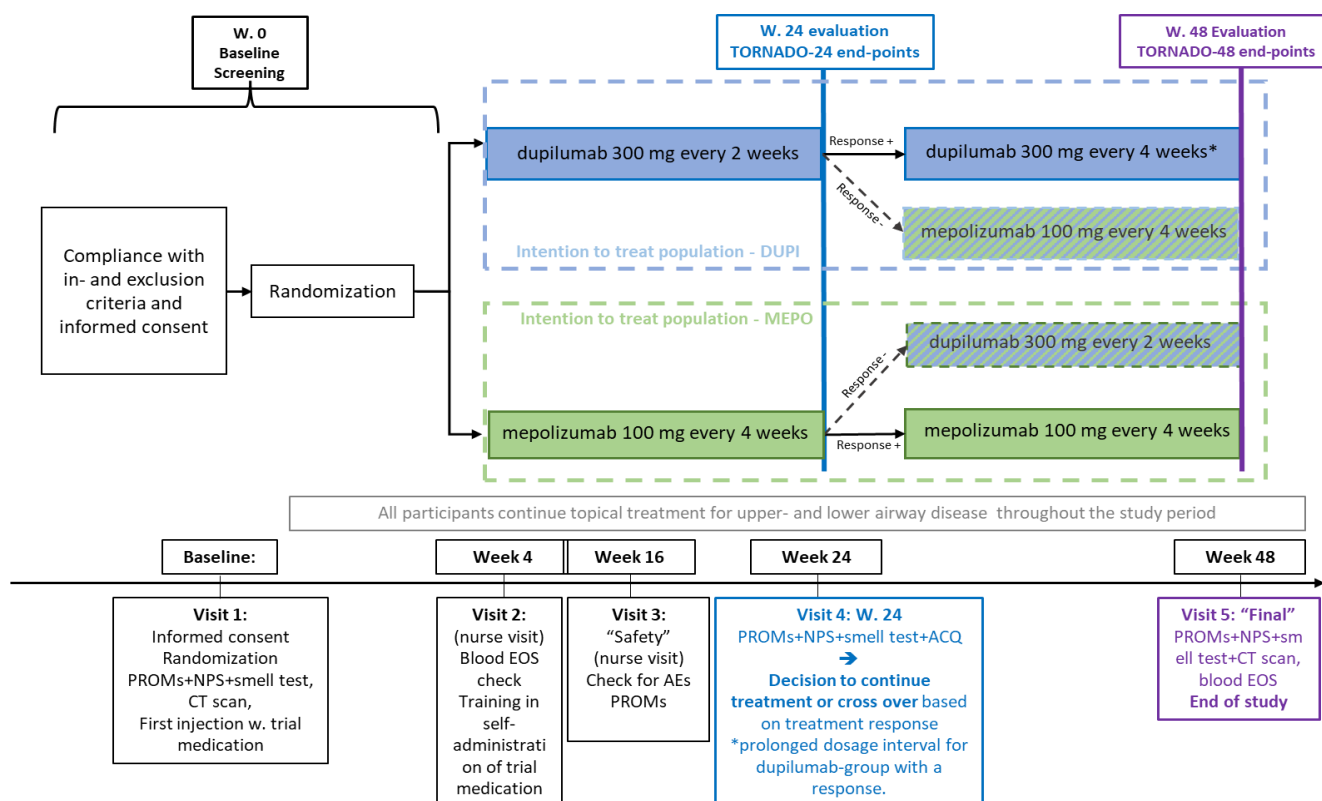 W. 0
Baseline
Screening
W. 24 evaluation
TORNADO-24 end-points
W. 48 Evaluation
TORNADO-48 end-points
Compliance with
in- and exclusion
criteria and
informed consent
Randomization
dupilumab 300 mg every 2 weeks
Response +
dupilumab 300 mg every 4 weeks*
Response -
mepolizumab 100 mg every 4 weeks
Intention to treat population - DUPI
Intention to treat population - MEPO
dupilumab 300 mg every 2 weeks
Response -
mepolizumab 100 mg every 4 weeks
Response +
mepolizumab 100 mg every 4 weeks
All participants continue topical treatment for upper- and lower airway disease throughout the study period
Baseline:
Week 4
Week 16
Week 24
Week 48
Visit 1:
Informed consent
Randomization
PROMs+NPS+smell test,
CT scan,
First injection w. trial
medication
Visit 2:
(nurse visit)
Blood EOS
check
Training in
self-
administrati
on of trial
medication
Visit 3:
“Safety”
(nurse visit)
Check for AEs
PROMs
Visit 4: W. 24
PROMs+NPS+smell test+ACQ
➔
Decision to continue
treatment or cross over based
on treatment response
*prolonged dosage interval for
dupilumab-group with a
response.
Visit 5: “Final”
PROMs+NPS+sm
ell test+CT scan,
blood EOS
End of study